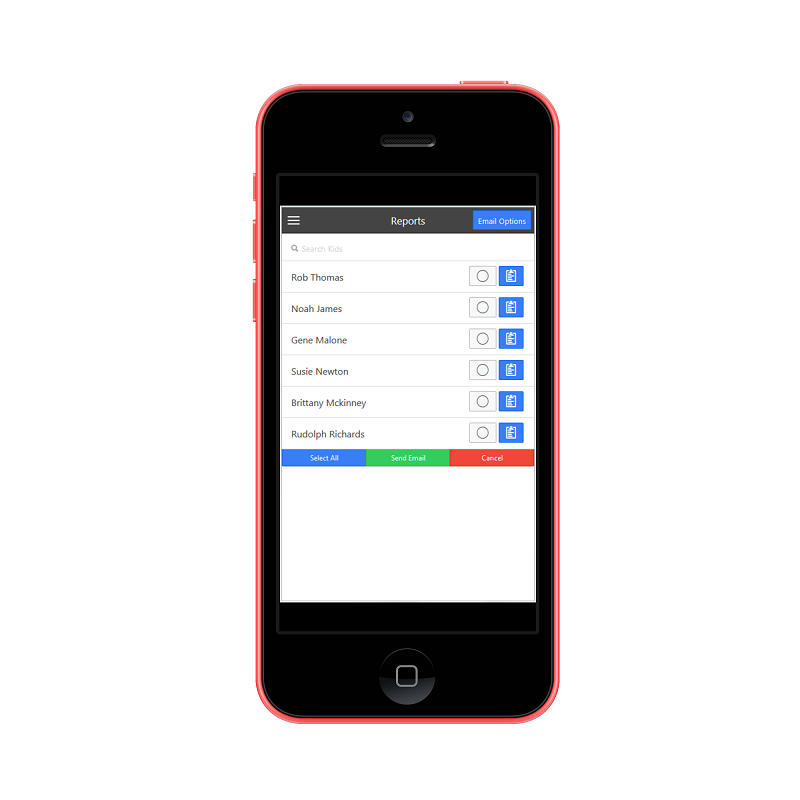 Reports Email Options
Search Kids
Rob Thomas
Noah James
Gene Malone
Susie Newton
Brittany Mckinney
Rudolph Richards
Select All Send Email Cancel